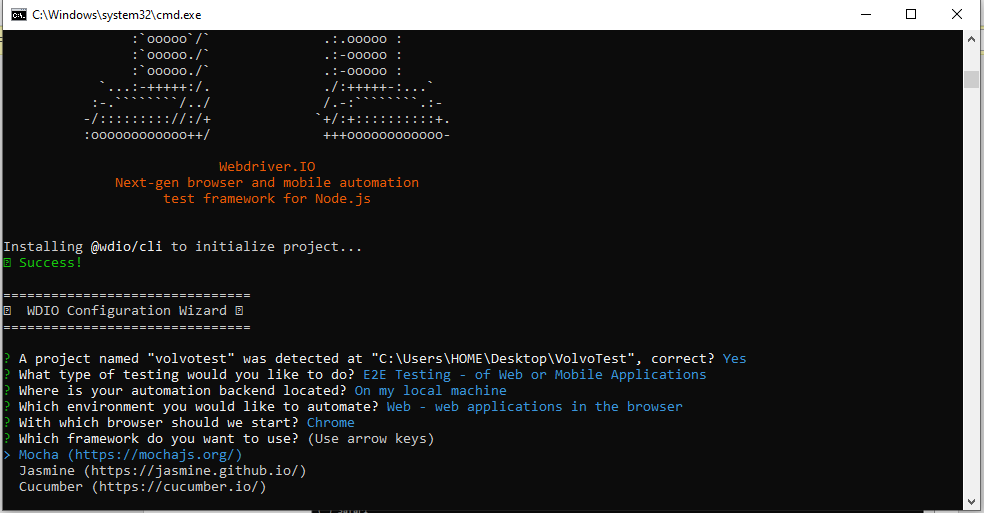 C:\Windows\system32\cmd.exe
:`ooooo`/` .:.ooooo :
:`ooooo./` .:-ooooo :
:`ooooo./` .:-ooooo :
`...:-+++++:/. ./:+++++-:...`
:-.````````/../ /.-:````````.:-
-/::::::::://:/+ `+/:+::::::::::+.
:oooooooooooo++/ +++oooooooooooo-
Webdriver.IO
Next-gen browser and mobile automation
test framework for Node.js
Installing @wdio/cli to initialize project...
Success!
===============================
WDIO Configuration Wizard
===============================
? A project named "volvotest" was detected at "C:\Users\HOME\Desktop\VolvoTest", correct? Yes
? What type of testing would you like to do? E2E Testing - of Web or Mobile Applications
? Where is your automation backend located? On my local machine
? Which environment you would like to automate? Web - web applications in the browser
? With which browser should we start? Chrome
? Which framework do you want to use? (Use arrow keys)
> Mocha (https://mochajs.org/)
Jasmine (https://jasmine.github.io/)
Cucumber (https://cucumber.io/)